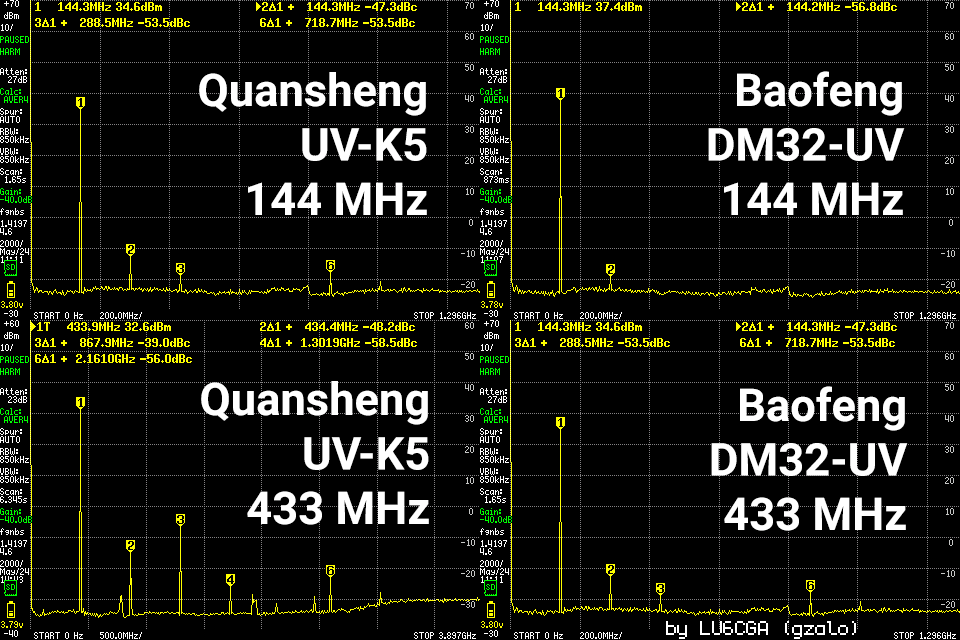 1 144.3MHz 34.6dBm ▶2Δ1 + 144.3MHz -47.3dBc
3Δ1 + 288.5MHz -53.5dBc 6Δ1 + 718.7MHz -53.5dBc
+70
dBm
10/
PAUSED
HARM
Atten:
27dB
Calc:
AVER4
Spur:
AUTO
RBW:
850kHz
VBW:
850kHz
Scan:
1.65s
Gain:
-40.0dB
fgnbs
1.4197
4.6
2000/
May/24
SD
3.80v
-30
60
50
40
30
20
10
0
-10
-20
1
2
3
6
Quansheng
UV-K5
144 MHz
START 0 Hz 200.0MHz/ STOP 1.296GHz
1 144.3MHz 37.4dBm ▶2Δ1 + 144.2MHz -56.8dBc
+70
dBm
10/
PAUSED
HARM
Atten:
27dB
Calc:
AVER4
Spur:
AUTO
RBW:
850kHz
VBW:
850kHz
Scan:
873ms
Gain:
-40.0dB
fgnbs
1.4197
4.6
2000/
May/24
SD
3.78v
-30
60
50
40
30
20
10
0
-10
-20
1
2
Baofeng
DM32-UV
144 MHz
START 0 Hz 200.0MHz/ STOP 1.296GHz
▶1T 433.9MHz 32.6dBm 2Δ1 + 434.4MHz -48.2dBc
3Δ1 + 867.9MHz -39.0dBc 4Δ1 + 1.3019GHz -58.5dBc
6Δ1 + 2.1610GHz -56.0dBc
+60
dBm
10/
PAUSED
HARM
Atten:
23dB
Calc:
AVER4
Spur:
AUTO
RBW:
850kHz
VBW:
850kHz
Scan:
6.345s
Gain:
-40.0dB
fgnbs
1.4197
4.6
2000/
May/24
SD
3.79v
-40
50
40
30
20
10
0
-10
-20
-30
1
2
3
4
6
Quansheng
UV-K5
433 MHz
START 0 Hz 500.0MHz/ STOP 3.897GHz
1 144.3MHz 34.6dBm ▶2Δ1 + 144.3MHz -47.3dBc
3Δ1 + 288.5MHz -53.5dBc 6Δ1 + 718.7MHz -53.5dBc
+70
dBm
10/
PAUSED
HARM
Atten:
27dB
Calc:
AVER4
Spur:
AUTO
RBW:
850kHz
VBW:
850kHz
Scan:
1.65s
Gain:
-40.0dB
fgnbs
1.4197
4.6
2000/
May/24
SD
3.80v
-30
60
50
40
30
20
10
0
-10
-20
1
2
3
6
Baofeng
DM32-UV
433 MHz
by LU6CGA (gzalo)
START 0 Hz 200.0MHz/ STOP 1.296GHz